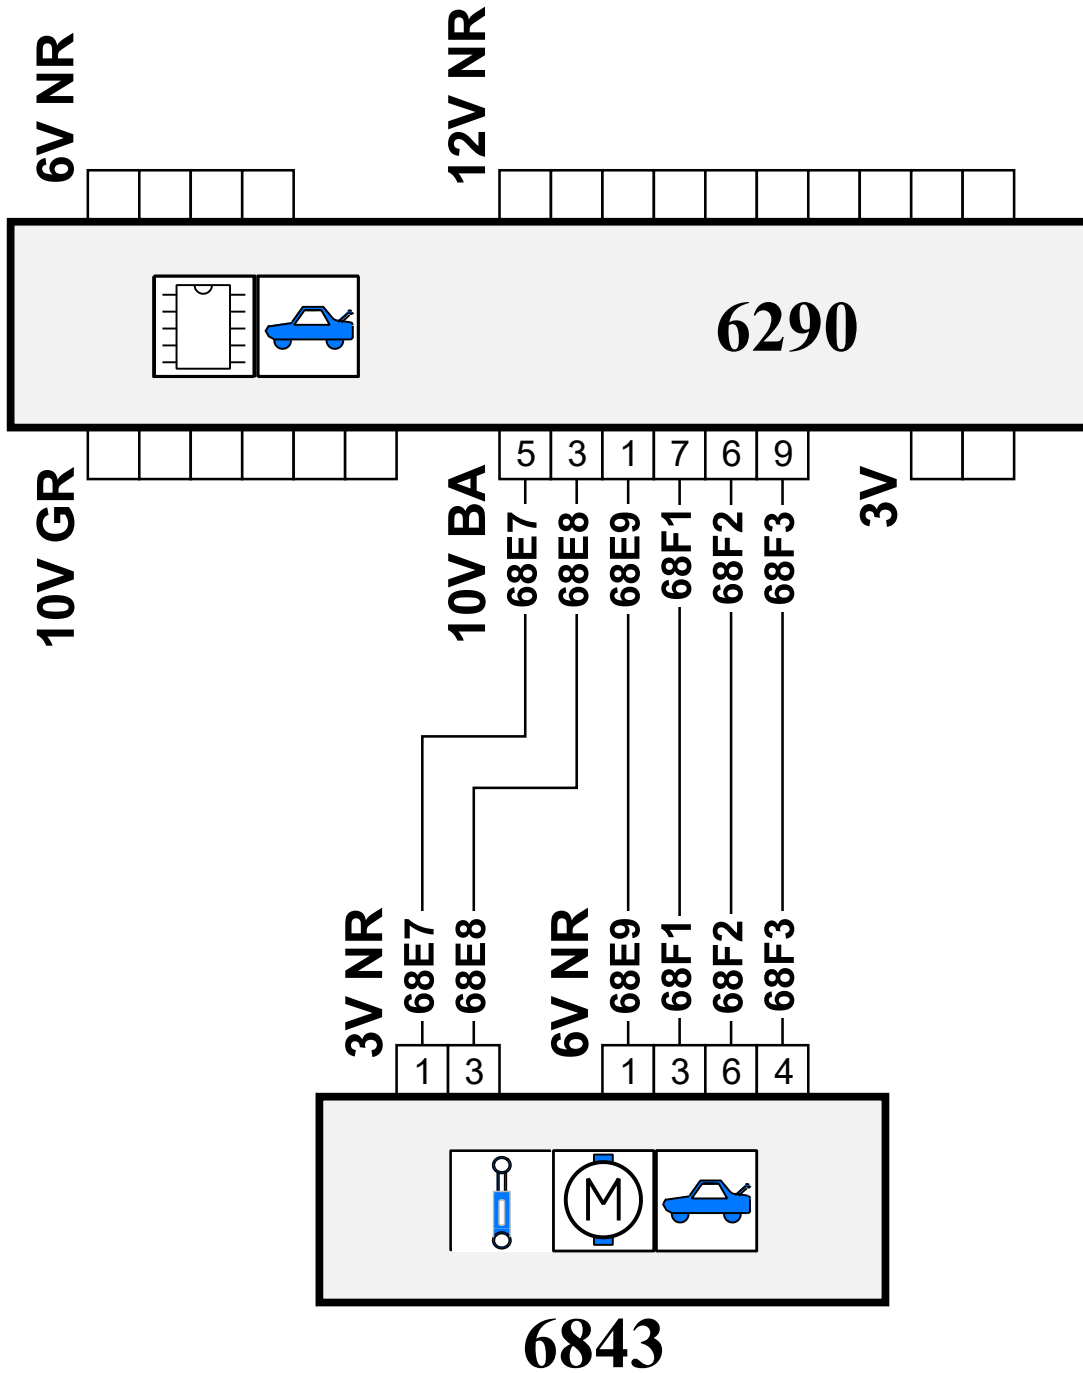 6V NR
12V NR
6290
10V GR
10V BA
5 3 1 7 6 9
3V
68E7 68E8 68E9 68F1 68F2 68F3
3V NR
68E7 68E8
6V NR
68E9 68F1 68F2 68F3
1 3
1 3 6 4
M
6843